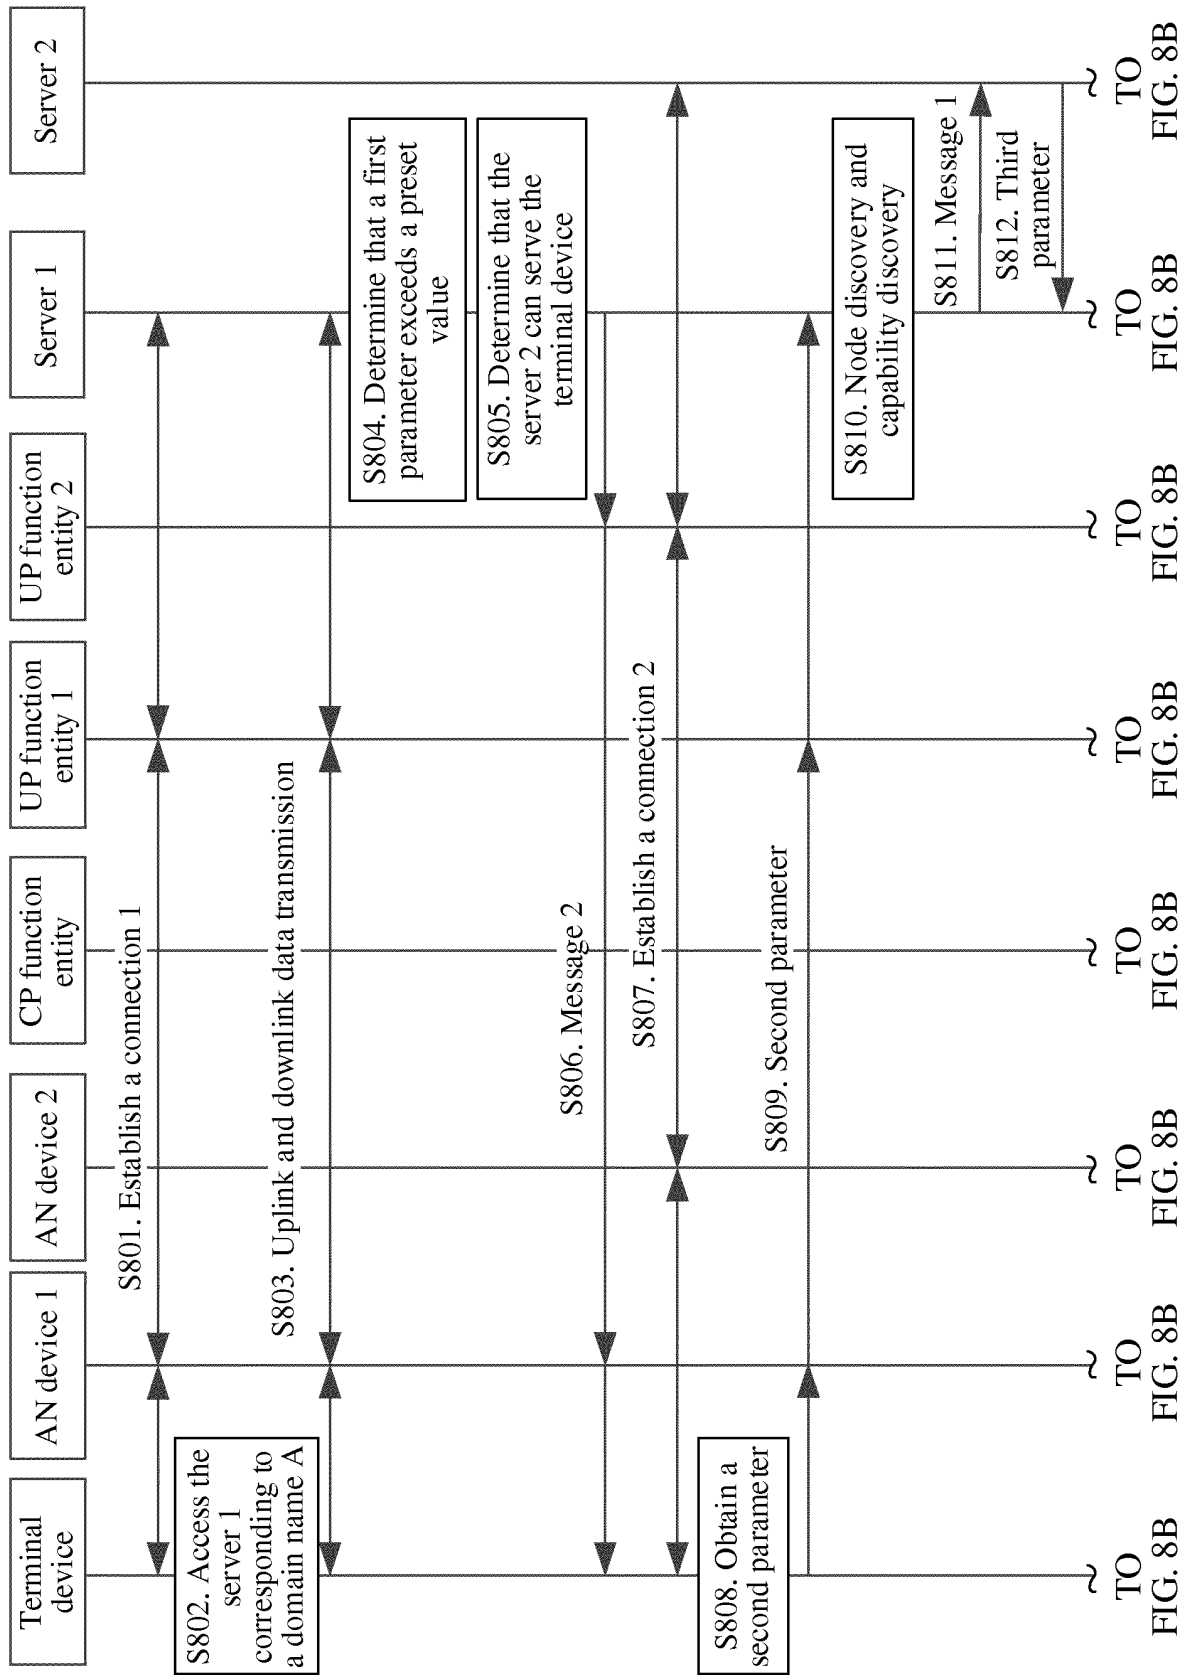 Terminal
device
AN device 1
AN device 2
CP function
entity
UP function
entity 1
UP function
entity 2
Server 1
Server 2
S801. Establish a connection 1
S802. Access the
server 1
corresponding to
a domain name A
S803. Uplink and downlink data transmission
S804. Determine that a first
parameter exceeds a preset
value
S805. Determine that the
server 2 can serve the
terminal device
S806. Message 2
S807. Establish a connection 2
S808. Obtain a
second parameter
S809. Second parameter
S810. Node discovery and
capability discovery
S811. Message 1
S812. Third
parameter
TO
FIG. 8B
TO
FIG. 8B
TO
FIG. 8B
TO
FIG. 8B
TO
FIG. 8B
TO
FIG. 8B
TO
FIG. 8B
TO
FIG. 8B